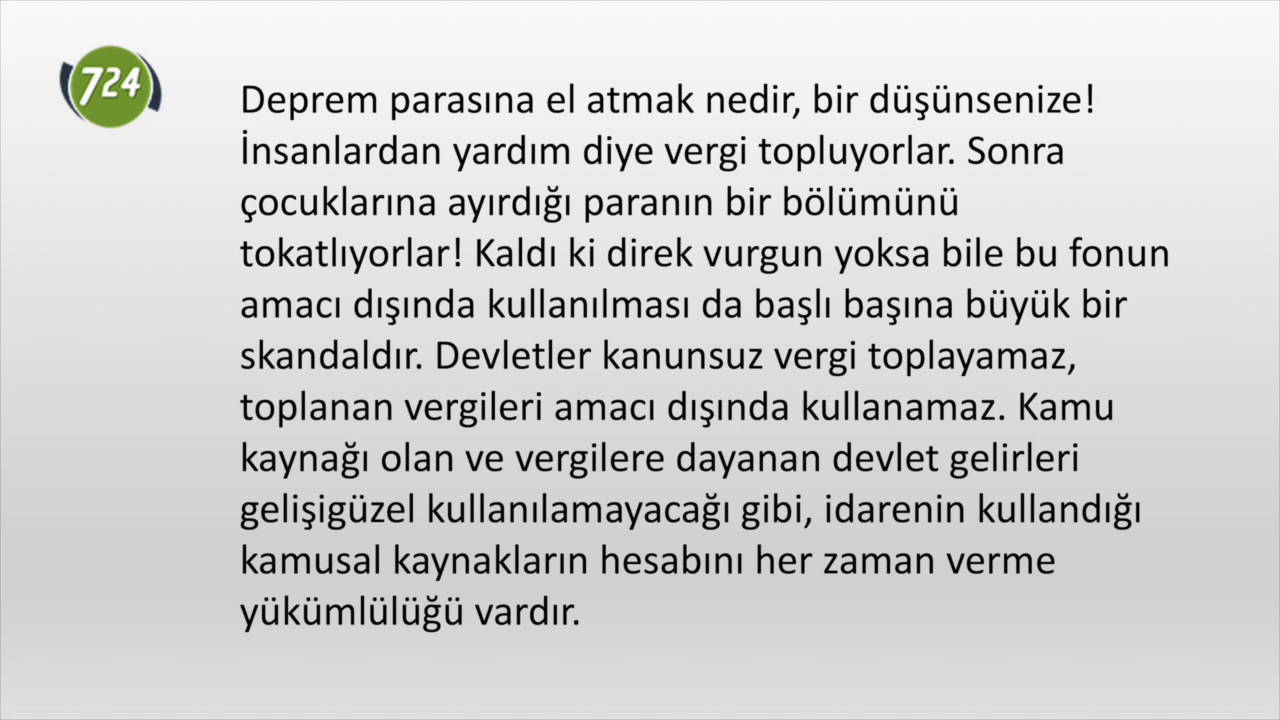 724
Deprem parasına el atmak nedir, bir düşünsenize!
İnsanlardan yardım diye vergi topluyorlar. Sonra
çocuklarına ayırdığı paranın bir bölümünü
tokatlıyorlar! Kaldı ki direk vurgun yoksa bile bu fonun
amacı dışında kullanılması da başlı başına büyük bir
skandaldır. Devletler kanunsuz vergi toplayamaz,
toplanan vergileri amacı dışında kullanamaz. Kamu
kaynağı olan ve vergilere dayanan devlet gelirleri
gelişigüzel kullanılamayacağı gibi, idarenin kullandığı
kamusal kaynakların hesabını her zaman verme
yükümlülüğü vardır.